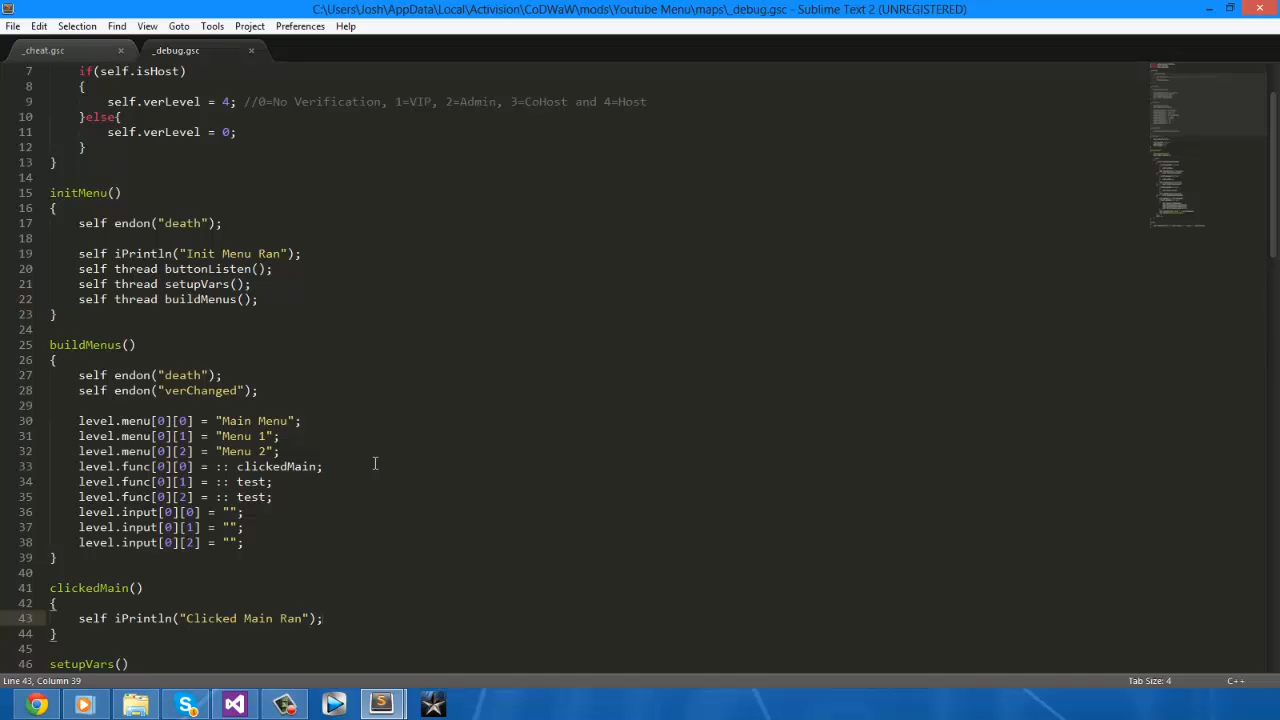 C:\Users\Josh\AppData\Local\Activision\CoDWaW\mods\Youtube Menu\maps\_debug.gsc - Sublime Text 2 (UNREGISTERED)
File Edit Selection Find View Goto Tools Project Preferences Help
_cheat.gsc _debug.gsc
7 if(self.isHost)
8 {
9 self.verLevel = 4; //0=No Verification, 1=VIP, 2=Admin, 3=CoHost and 4=Host
10 }else{
11 self.verLevel = 0;
12 }
13 }
14
15 initMenu()
16 {
17 self endon("death");
18
19 self iPrintln("Init Menu Ran");
20 self thread buttonListen();
21 self thread setupVars();
22 self thread buildMenus();
23 }
24
25 buildMenus()
26 {
27 self endon("death");
28 self endon("verChanged");
29
30 level.menu[0][0] = "Main Menu";
31 level.menu[0][1] = "Menu 1";
32 level.menu[0][2] = "Menu 2";
33 level.func[0][0] = :: clickedMain;
34 level.func[0][1] = :: test;
35 level.func[0][2] = :: test;
36 level.input[0][0] = "";
37 level.input[0][1] = "";
38 level.input[0][2] = "";
39 }
40
41 clickedMain()
42 {
43 self iPrintln("Clicked Main Ran");
44 }
45
46 setupVars()
Line 43, Column 39 Tab Size: 4 C++